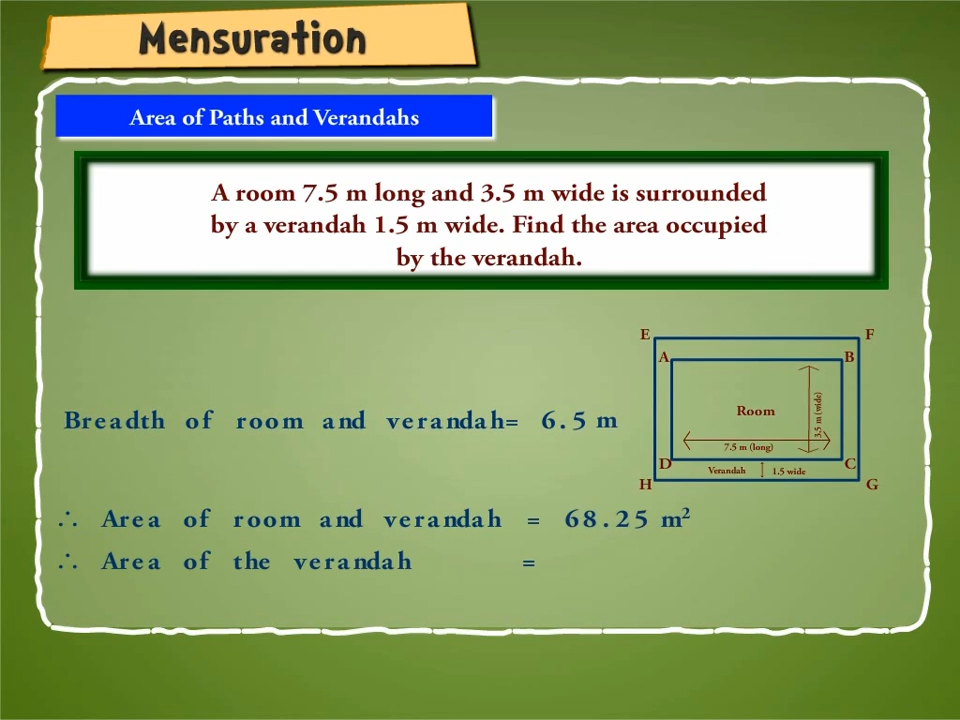 Mensuration
Area of Paths and Verandahs
A room 7.5 m long and 3.5 m wide is surrounded
by a verandah 1.5 m wide. Find the area occupied
by the verandah.
E F
A B
Room
3.5 m (wide)
7.5 m (long)
D C
Verandah 1.5 wide
H G
Breadth of room and verandah= 6.5 m
∴ Area of room and verandah = 68.25 m²
∴ Area of the verandah =